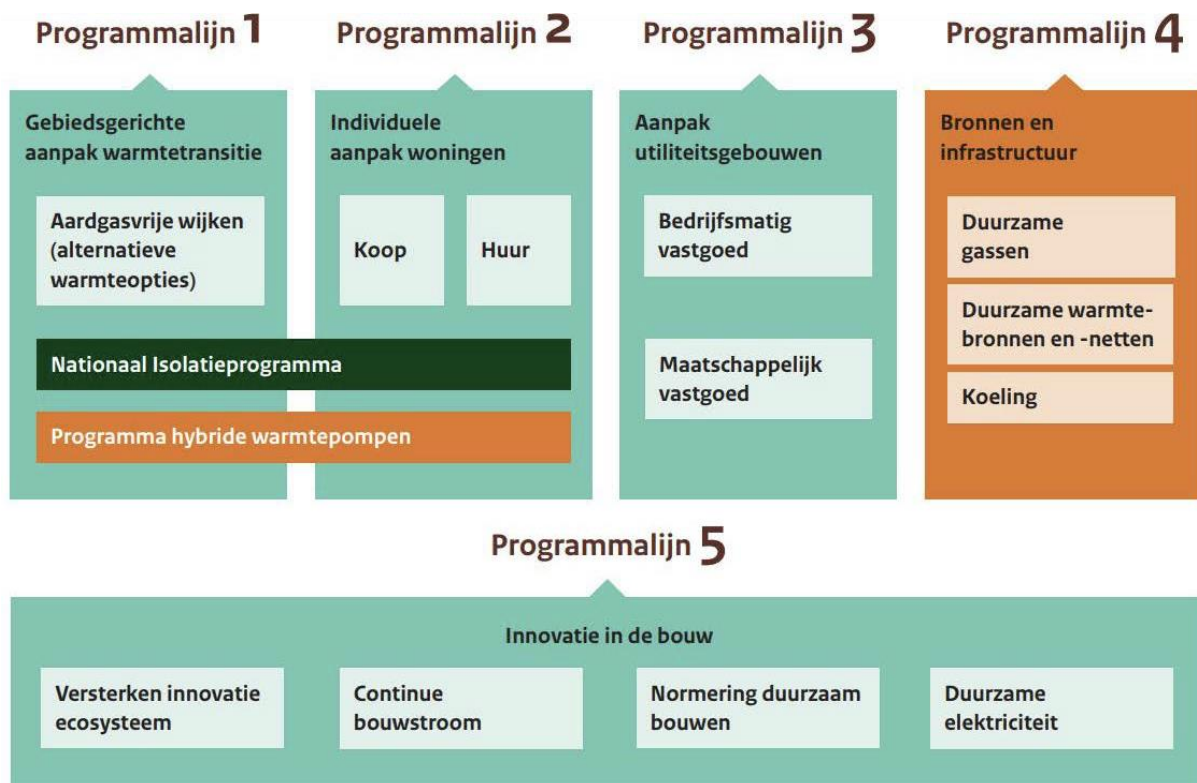 Programmalijn 1
Gebiedsgerichte
aanpak warmtetransitie
Aardgasvrije wijken
(alternatieve
warmteopties)
Programmalijn 2
Individuele
aanpak woningen
Koop
Huur
Nationaal Isolatieprogramma
Programma hybride warmtepompen
Programmalijn 3
Aanpak
utiliteitsgebouwen
Bedrijfsmatig
vastgoed
Maatschappelijk
vastgoed
Programmalijn 4
Bronnen en
infrastructuur
Duurzame
gassen
Duurzame warmte-
bronnen en -netten
Koeling
Programmalijn 5
Innovatie in de bouw
Versterken innovatie
ecosysteem
Continue
bouwstroom
Normering duurzaam
bouwen
Duurzame
elektriciteit